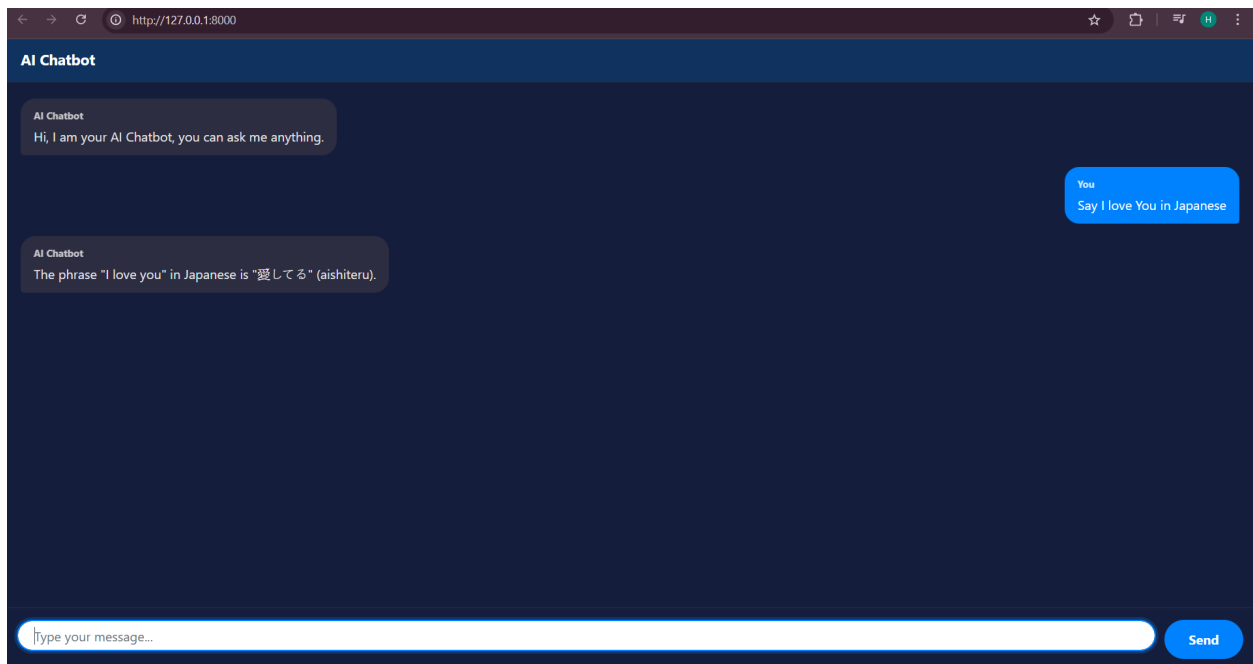 http://127.0.0.1:8000
H
AI Chatbot
AI Chatbot
Hi, I am your AI Chatbot, you can ask me anything.
You
Say I love You in Japanese
AI Chatbot
The phrase "I love you" in Japanese is "愛してる" (aishiteru).
Type your message...
Send